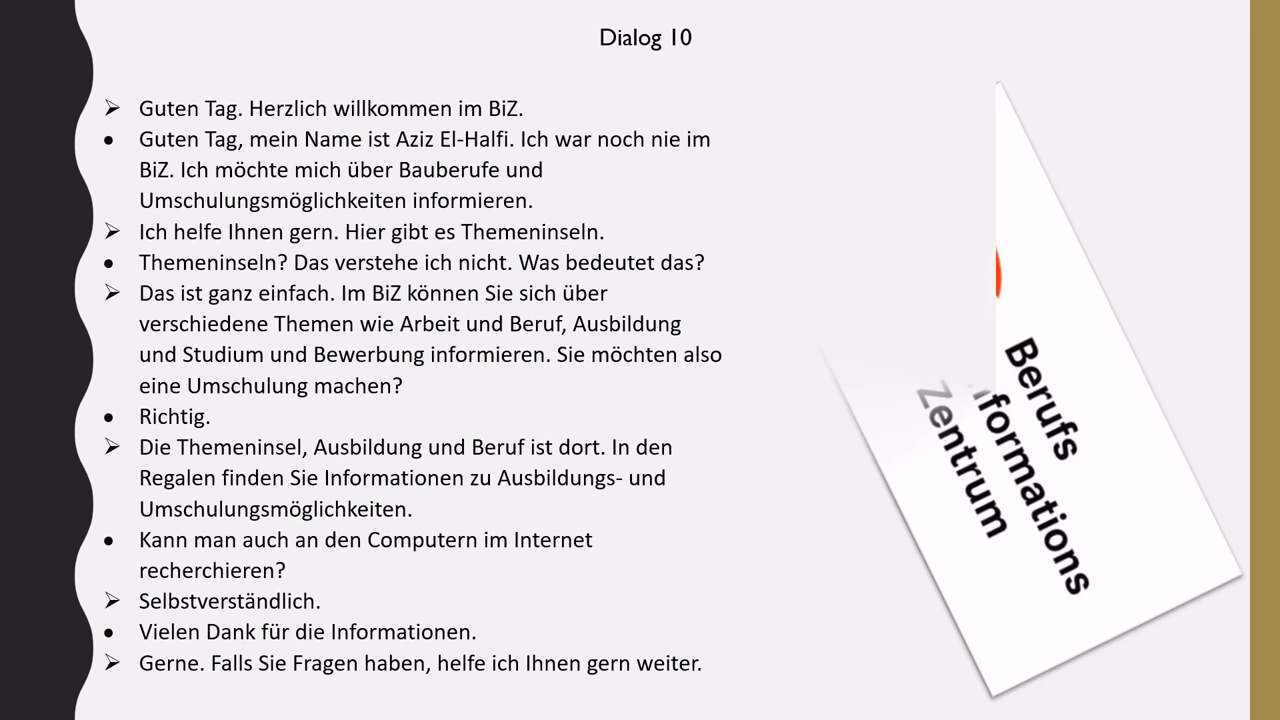 Dialog 10
➢ Guten Tag. Herzlich willkommen im BiZ.
• Guten Tag, mein Name ist Aziz El-Halfi. Ich war noch nie im
BiZ. Ich möchte mich über Bauberufe und
Umschulungsmöglichkeiten informieren.
➢ Ich helfe Ihnen gern. Hier gibt es Themeninseln.
• Themeninseln? Das verstehe ich nicht. Was bedeutet das?
➢ Das ist ganz einfach. Im BiZ können Sie sich über
verschiedene Themen wie Arbeit und Beruf, Ausbildung
und Studium und Bewerbung informieren. Sie möchten also
eine Umschulung machen?
• Richtig.
➢ Die Themeninsel, Ausbildung und Beruf ist dort. In den
Regalen finden Sie Informationen zu Ausbildungs- und
Umschulungsmöglichkeiten.
• Kann man auch an den Computern im Internet
recherchieren?
➢ Selbstverständlich.
• Vielen Dank für die Informationen.
➢ Gerne. Falls Sie Fragen haben, helfe ich Ihnen gern weiter.
Berufs
nformations
Zentrum